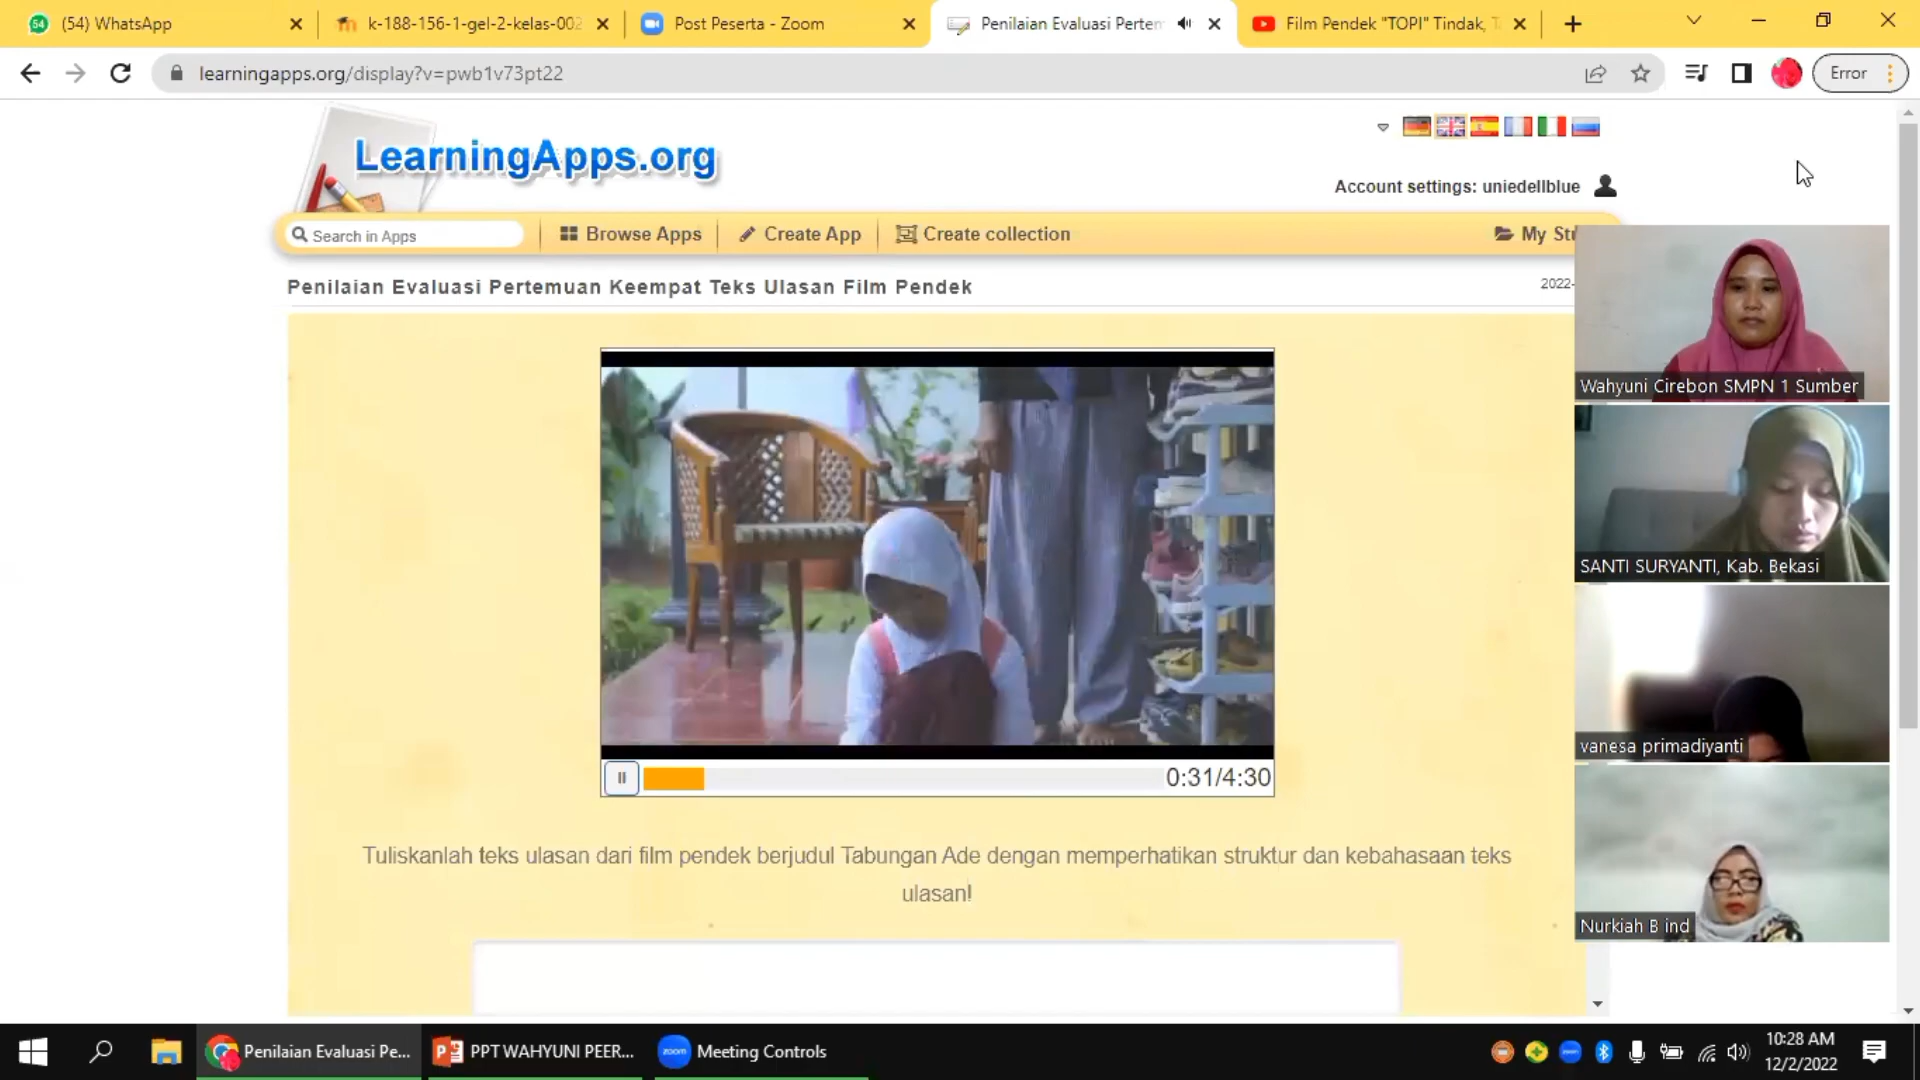 (54) WhatsApp
k-188-156-1-gel-2-kelas-002
Post Peserta - Zoom
Penilaian Evaluasi Pertem
Film Pendek "TOPI" Tindak, T
learningapps.org/display?v=pwb1v73pt22
Error
LearningApps.org
Account settings: uniedellblue
Search in Apps
Browse Apps
Create App
Create collection
My Stu
Penilaian Evaluasi Pertemuan Keempat Teks Ulasan Film Pendek
2022-
Wahyuni Cirebon SMPN 1 Sumber
SANTI SURYANTI, Kab. Bekasi
vanesa primadiyanti
0:31/4:30
Tuliskanlah teks ulasan dari film pendek berjudul Tabungan Ade dengan memperhatikan struktur dan kebahasaan teks
ulasan!
Nurkiah B ind
Penilaian Evaluasi Pe...
PPT WAHYUNI PEER...
zoom
Meeting Controls
10:28 AM
12/2/2022